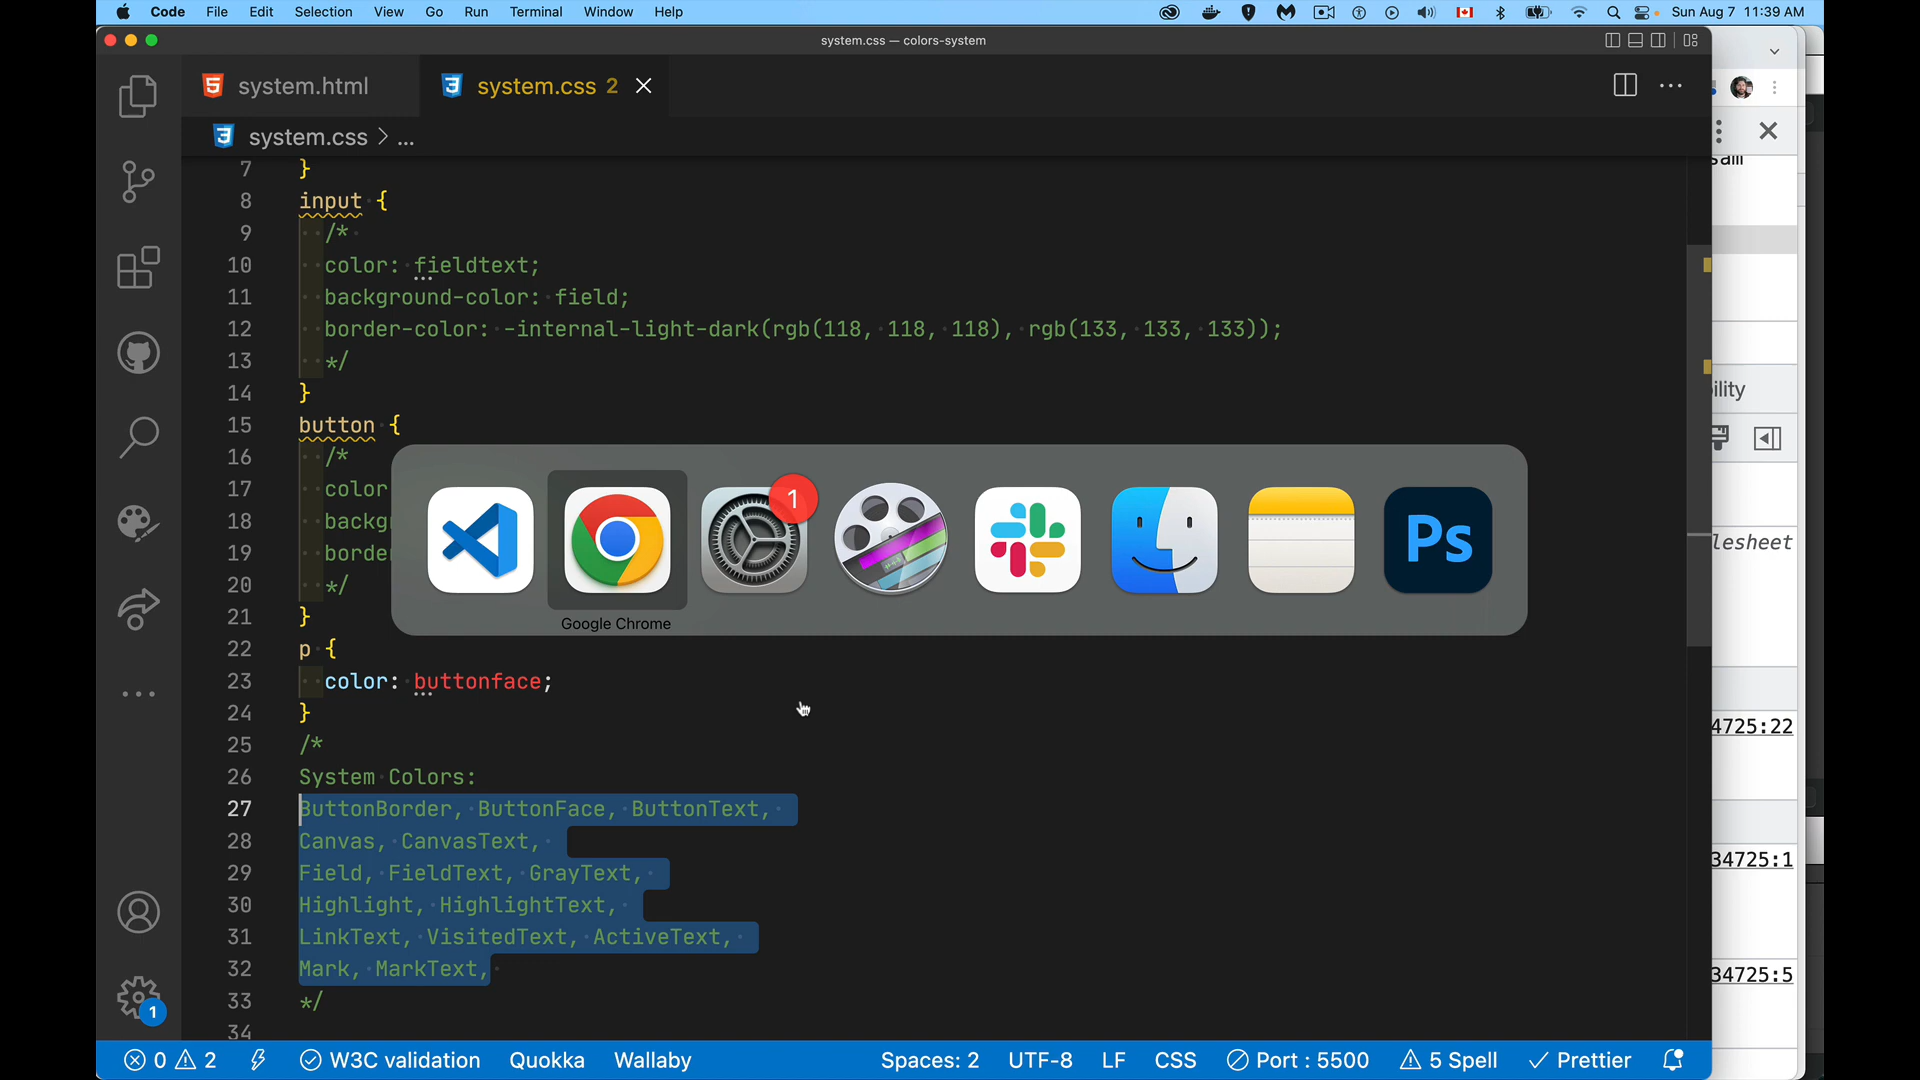 Code File Edit Selection View Go Run Terminal Window Help Sun Aug 7 11:39 AM
system.css — colors-system
system.html system.css 2
system.css > ...
7 }
8 input {
9 /*
10 color: fieldtext;
11 background-color: field;
12 border-color: -internal-light-dark(rgb(118, 118, 118), rgb(133, 133, 133));
13 */
14 }
15 button {
16 /*
17 color
18 backg
19 borde
20 */
21 }
22 p {
23 color: buttonface;
24 }
25 /*
26 System Colors:
27 ButtonBorder, ButtonFace, ButtonText,
28 Canvas, CanvasText,
29 Field, FieldText, GrayText,
30 Highlight, HighlightText,
31 LinkText, VisitedText, ActiveText,
32 Mark, MarkText,
33 */
34
1
Ps
Google Chrome
ility
lesheet
4725:22
34725:1
34725:5
1
0 2 W3C validation Quokka Wallaby Spaces: 2 UTF-8 LF CSS Port : 5500 5 Spell Prettier